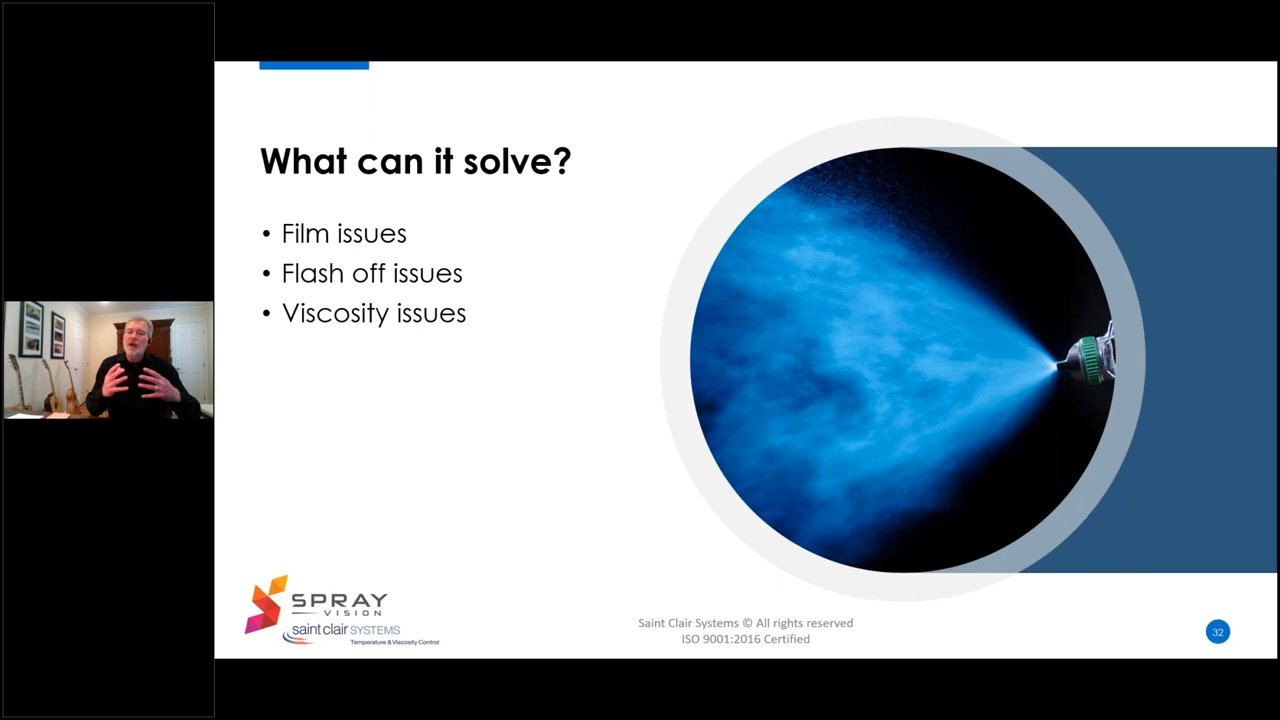 What can it solve?
• Film issues
• Flash off issues
• Viscosity issues
SPRAY
VISION
saint clair SYSTEMS
Temperature & Viscosity Control
Saint Clair Systems © All rights reserved
ISO 9001:2016 Certified
32